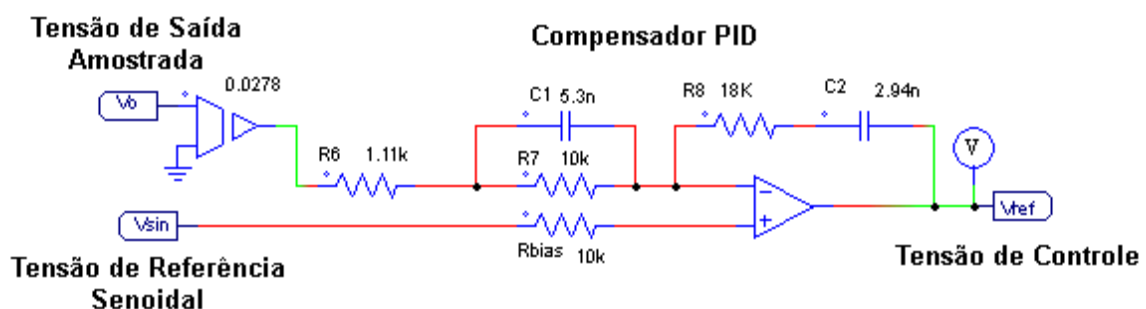 Tensão de Saída
Amostrada
Compensador PID
Vo
0.0278
C1 5.3n
R8 18K
C2 2.94n
R6 1.11k
R7 10k
V
Vsin
Rbias 10k
Vref
Tensão de Referência
Senoidal
Tensão de Controle